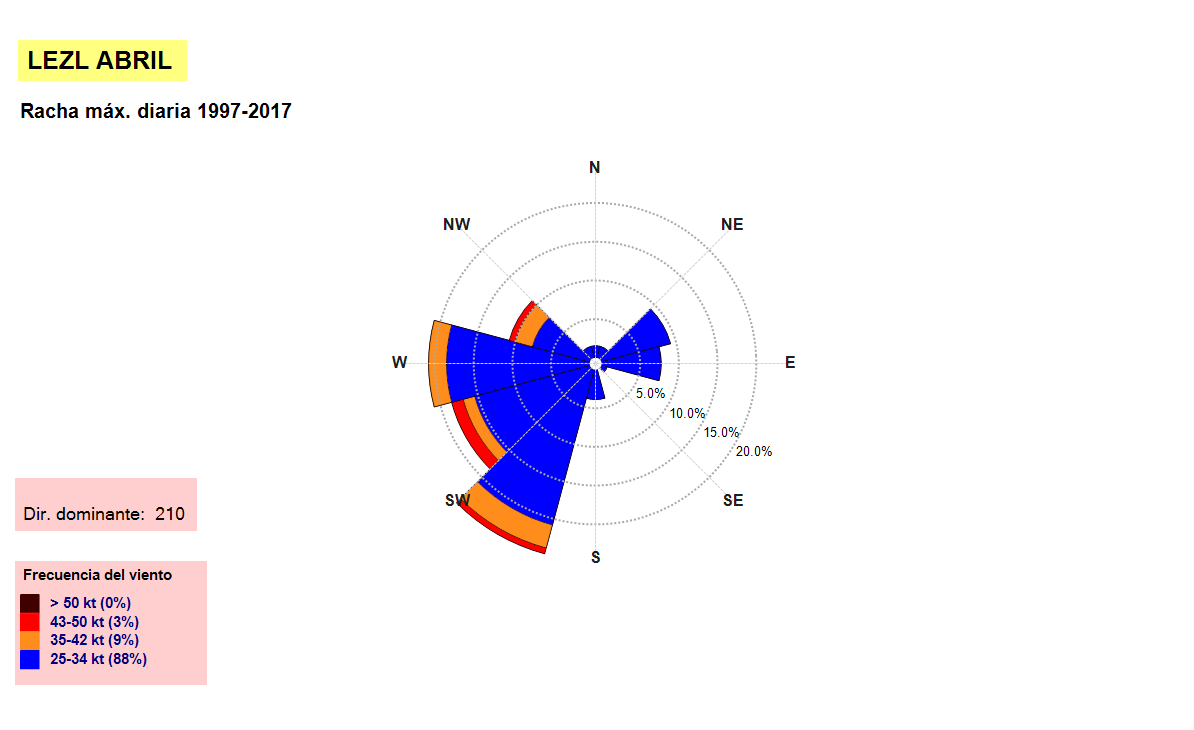 LEZL ABRIL
Racha máx. diaria 1997-2017
N
NW
NE
W
E
5.0%
10.0%
15.0%
20.0%
SW
SE
S
Dir. dominante: 210
Frecuencia del viento
> 50 kt (0%)
43-50 kt (3%)
35-42 kt (9%)
25-34 kt (88%)